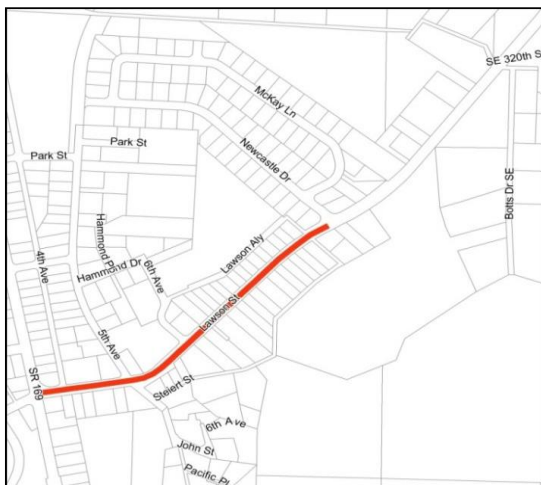 SE 320th S
McKay Ln
Park St
Park St
Newcastle Dr
Botts Dr SE
Hammond Pl
4th Ave
Lawson Aly
Hammond Dr
6th Ave
Lawson St
5th Ave
SR 169
Steiert St
6th Ave
John St
Pacific Pl